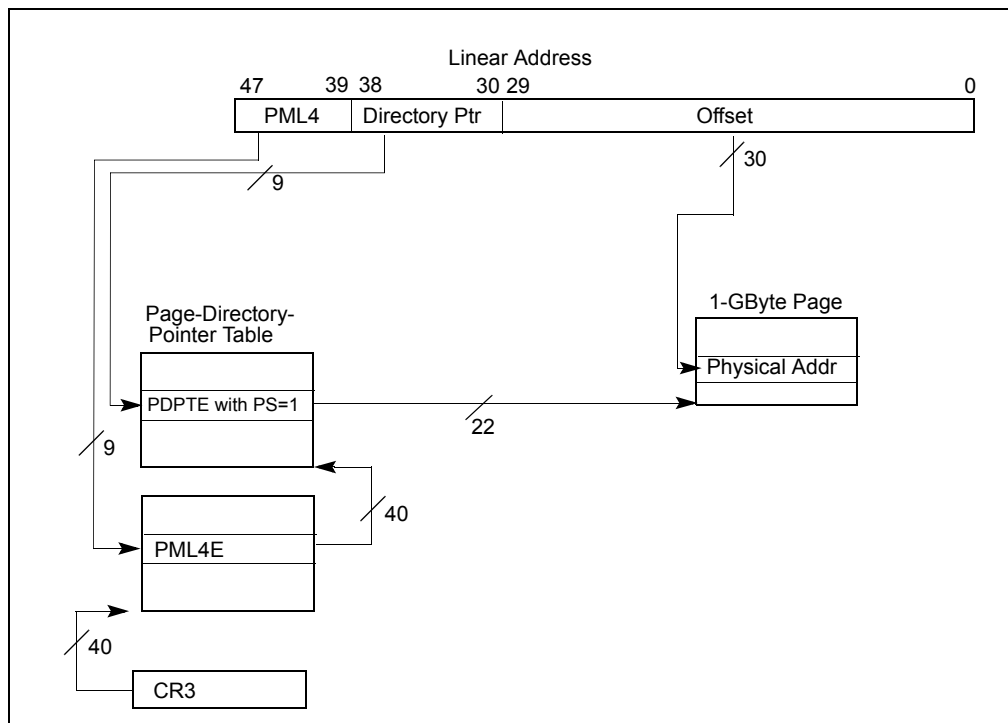 Linear Address
47 39 38 30 29 0
PML4 Directory Ptr Offset
9
30
1-GByte Page
Page-Directory-
Pointer Table
Physical Addr
PDPTE with PS=1
22
9
40
PML4E
40
CR3